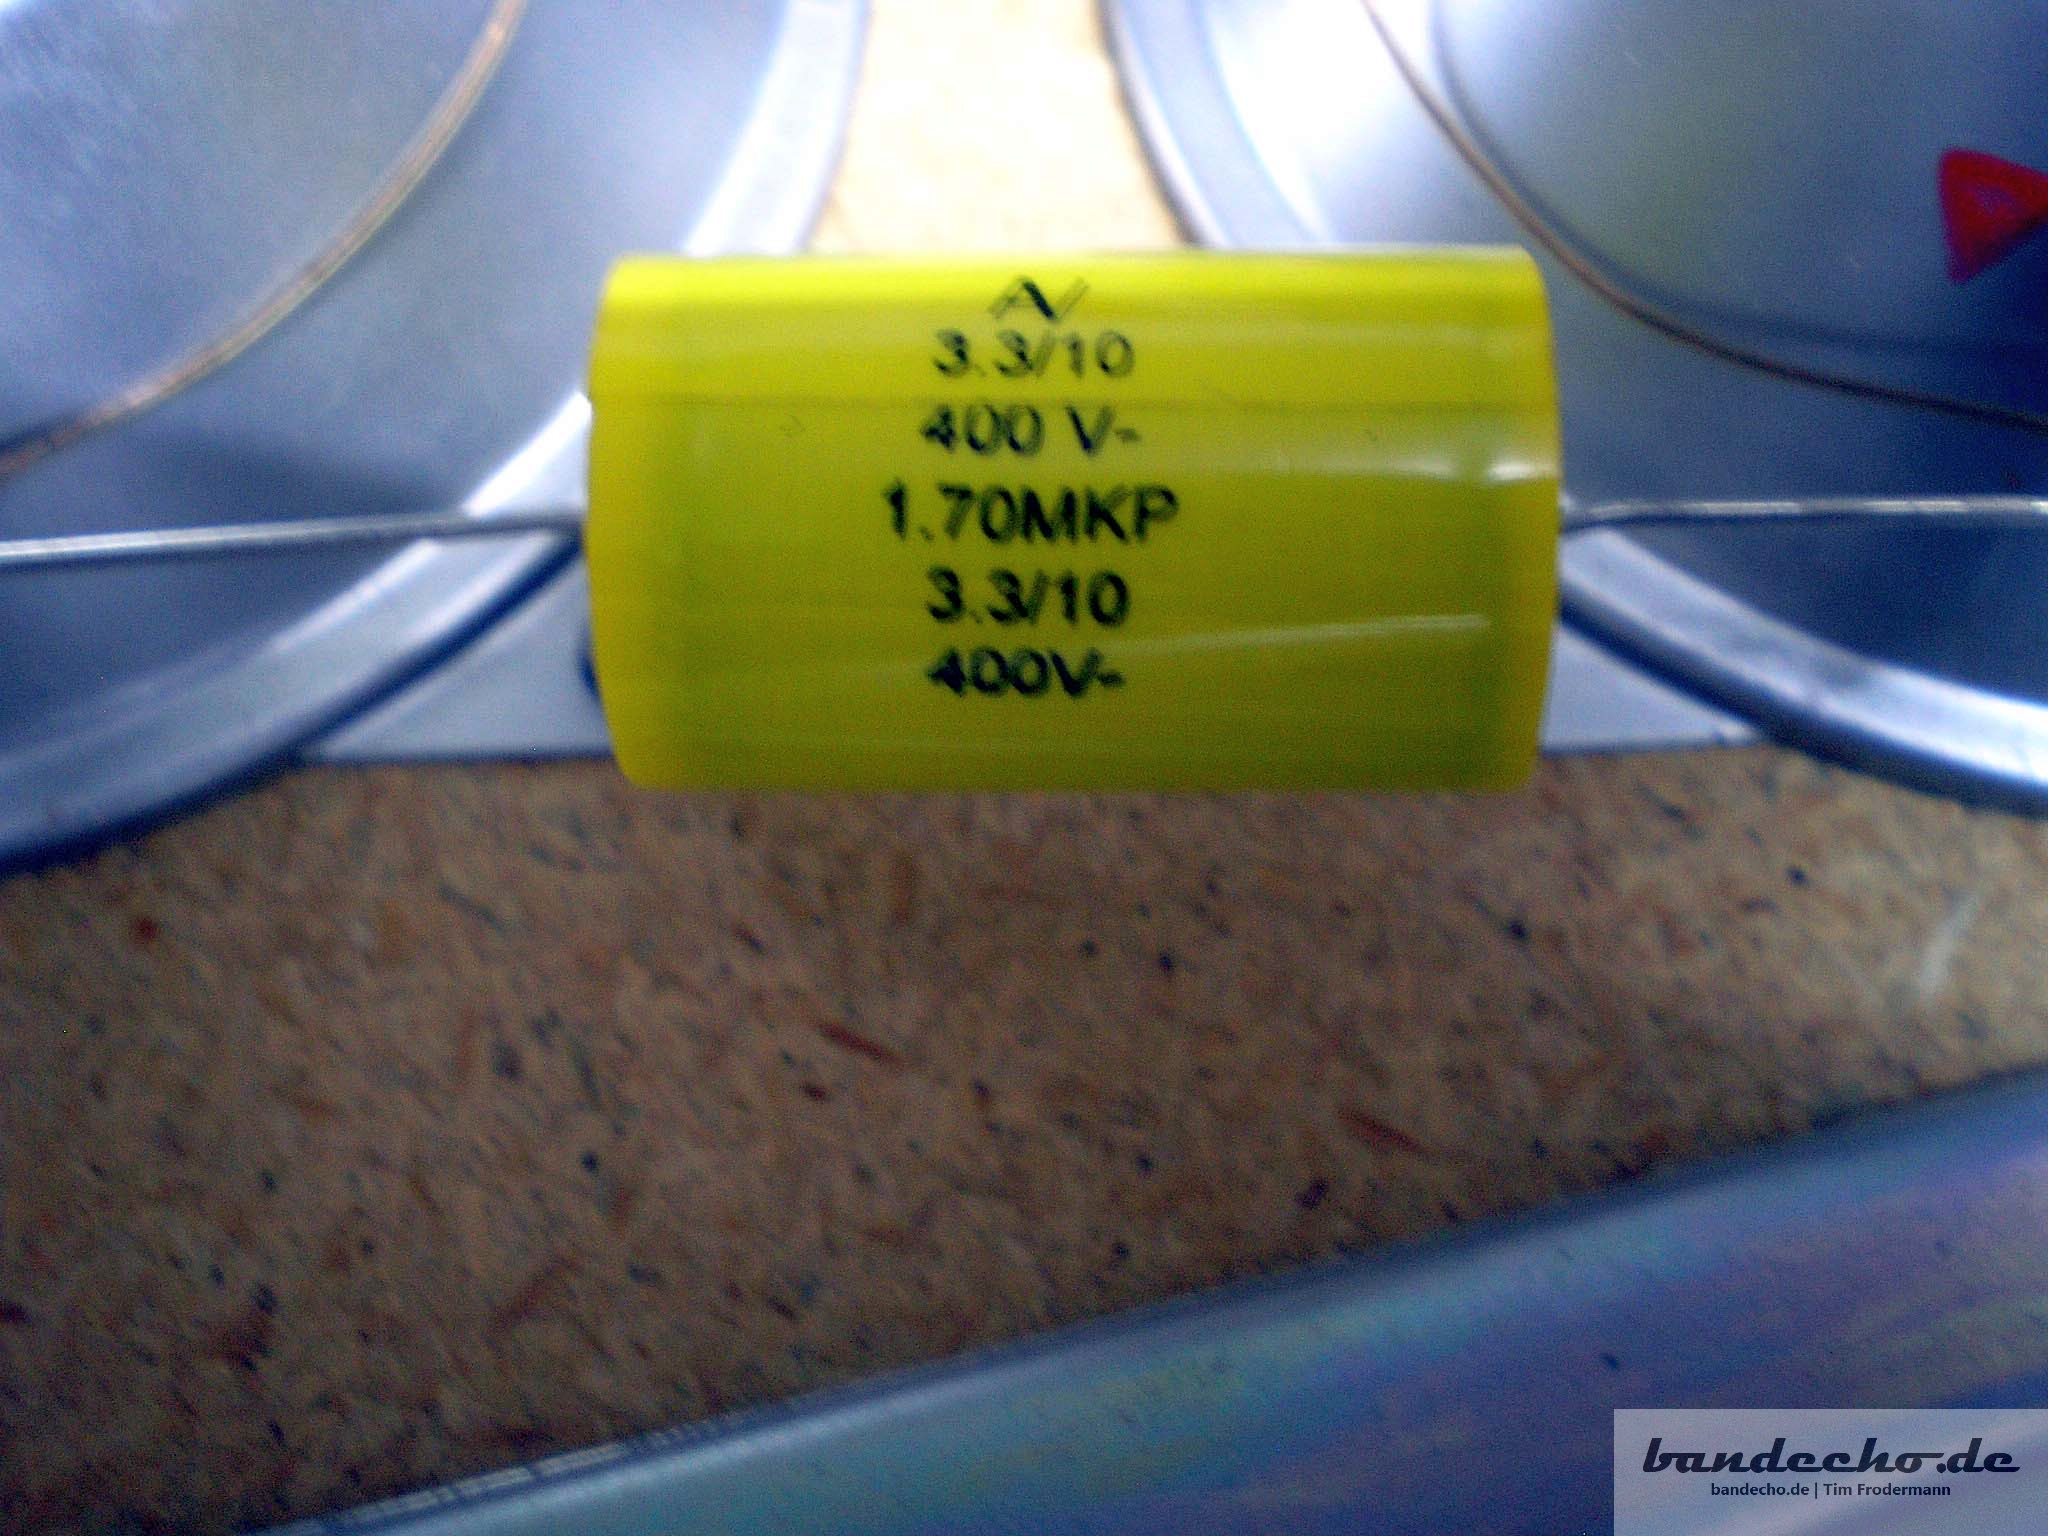 3.3/10
400 V-
1.70MKP
3.3/10
400V-
bandecho.de
bandecho.de | Tim Frodermann